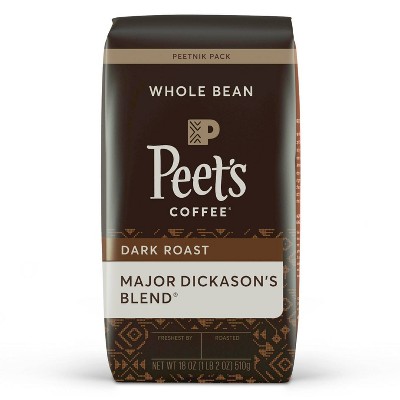 PEETNIK PACK
WHOLE BEAN
P
Peet's
COFFEE®
DARK ROAST
MAJOR DICKASON'S
BLEND®
FRESHEST BY ROASTED
NET WT 18 OZ (1 LB 2 OZ) 510g